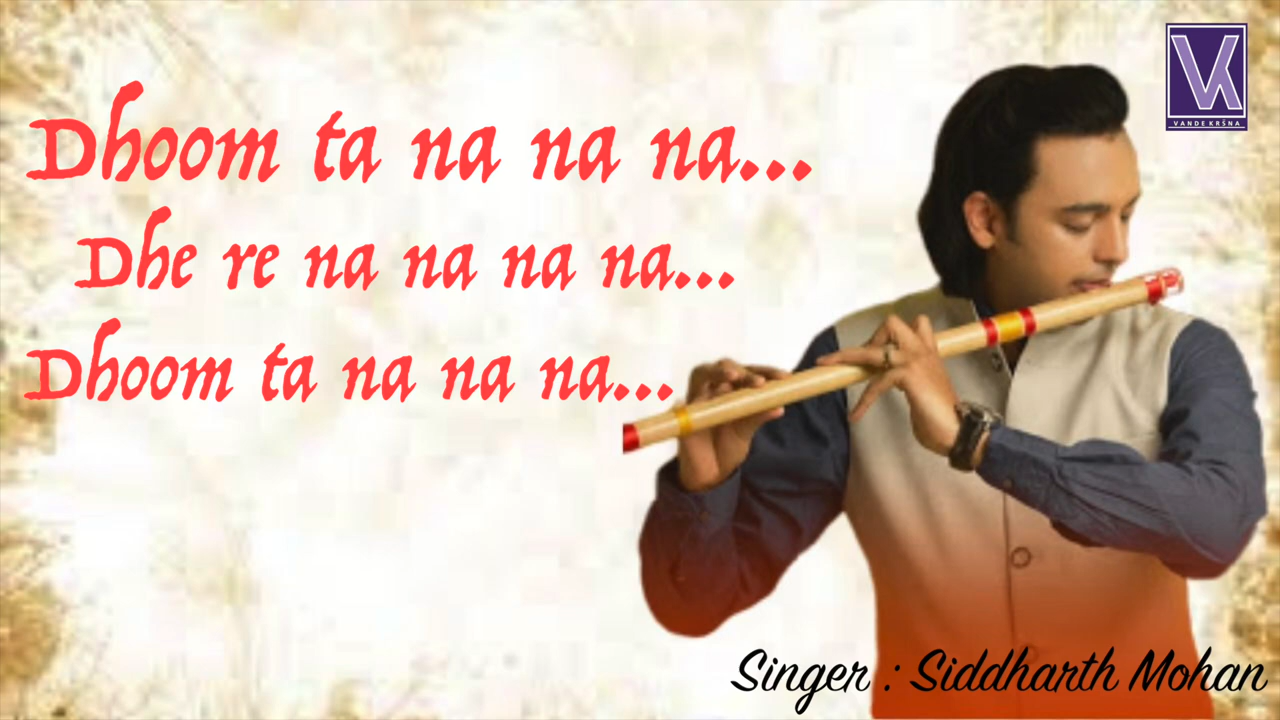 Dhoom ta na na na...
Dhe re na na na na...
Dhoom ta na na na...
VK
VANDE KRŚNA
Singer : Siddharth Mohan